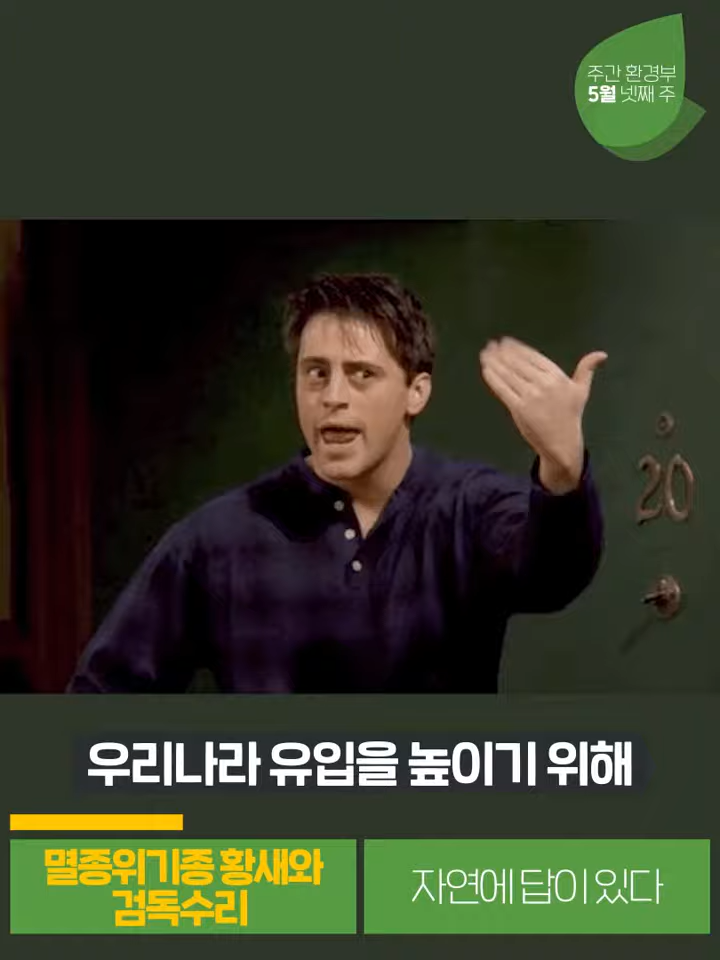 주간 환경부
5월 넷째 주
20
우리나라 유입을 높이기 위해
멸종위기종 황새와
검독수리
자연에 답이 있다